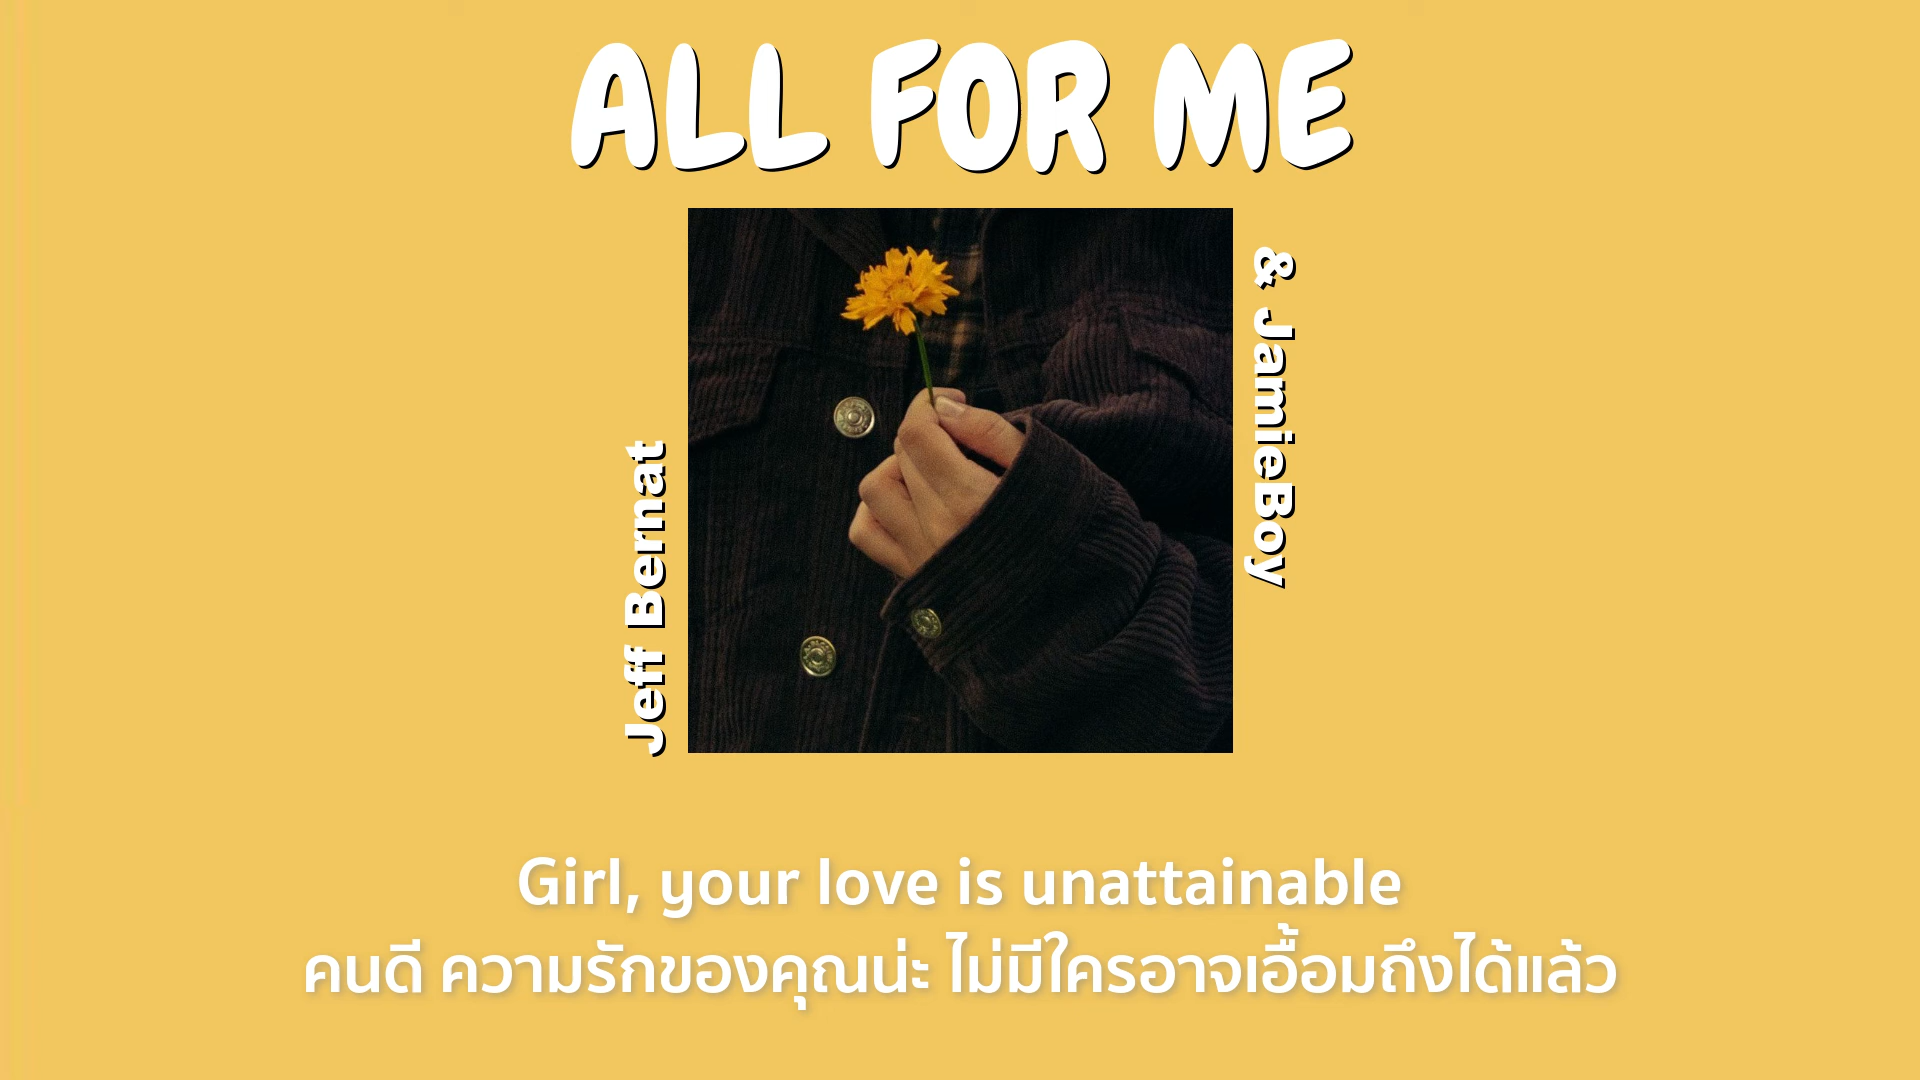 ALL FOR ME
Jeff Bernat
& JamieBoy
Girl, your love is unattainable
คนดี ความรักของคุณน่ะ ไม่มีใครอาจเอื้อมถึงได้แล้ว